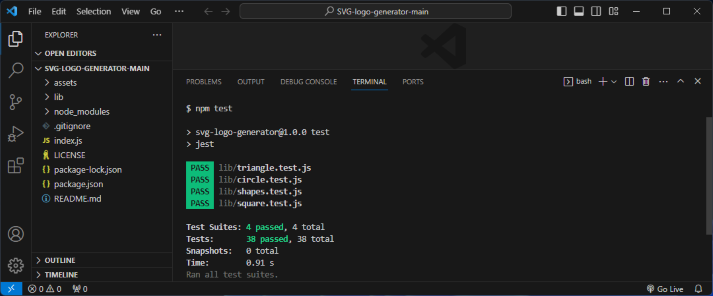 File Edit Selection View Go ··· SVG-logo-generator-main
EXPLORER ···
OPEN EDITORS
SVG-LOGO-GENERATOR-MAIN
assets
lib
node_modules
.gitignore
JS index.js
LICENSE
{} package-lock.json
{} package.json
README.md
OUTLINE
TIMELINE
PROBLEMS OUTPUT DEBUG CONSOLE TERMINAL PORTS bash
$ npm test
> svg-logo-generator@1.0.0 test
> jest
PASS lib/triangle.test.js
PASS lib/circle.test.js
PASS lib/shapes.test.js
PASS lib/square.test.js
Test Suites: 4 passed, 4 total
Tests: 38 passed, 38 total
Snapshots: 0 total
Time: 0.91 s
Ran all test suites.
0 0 0 Go Live